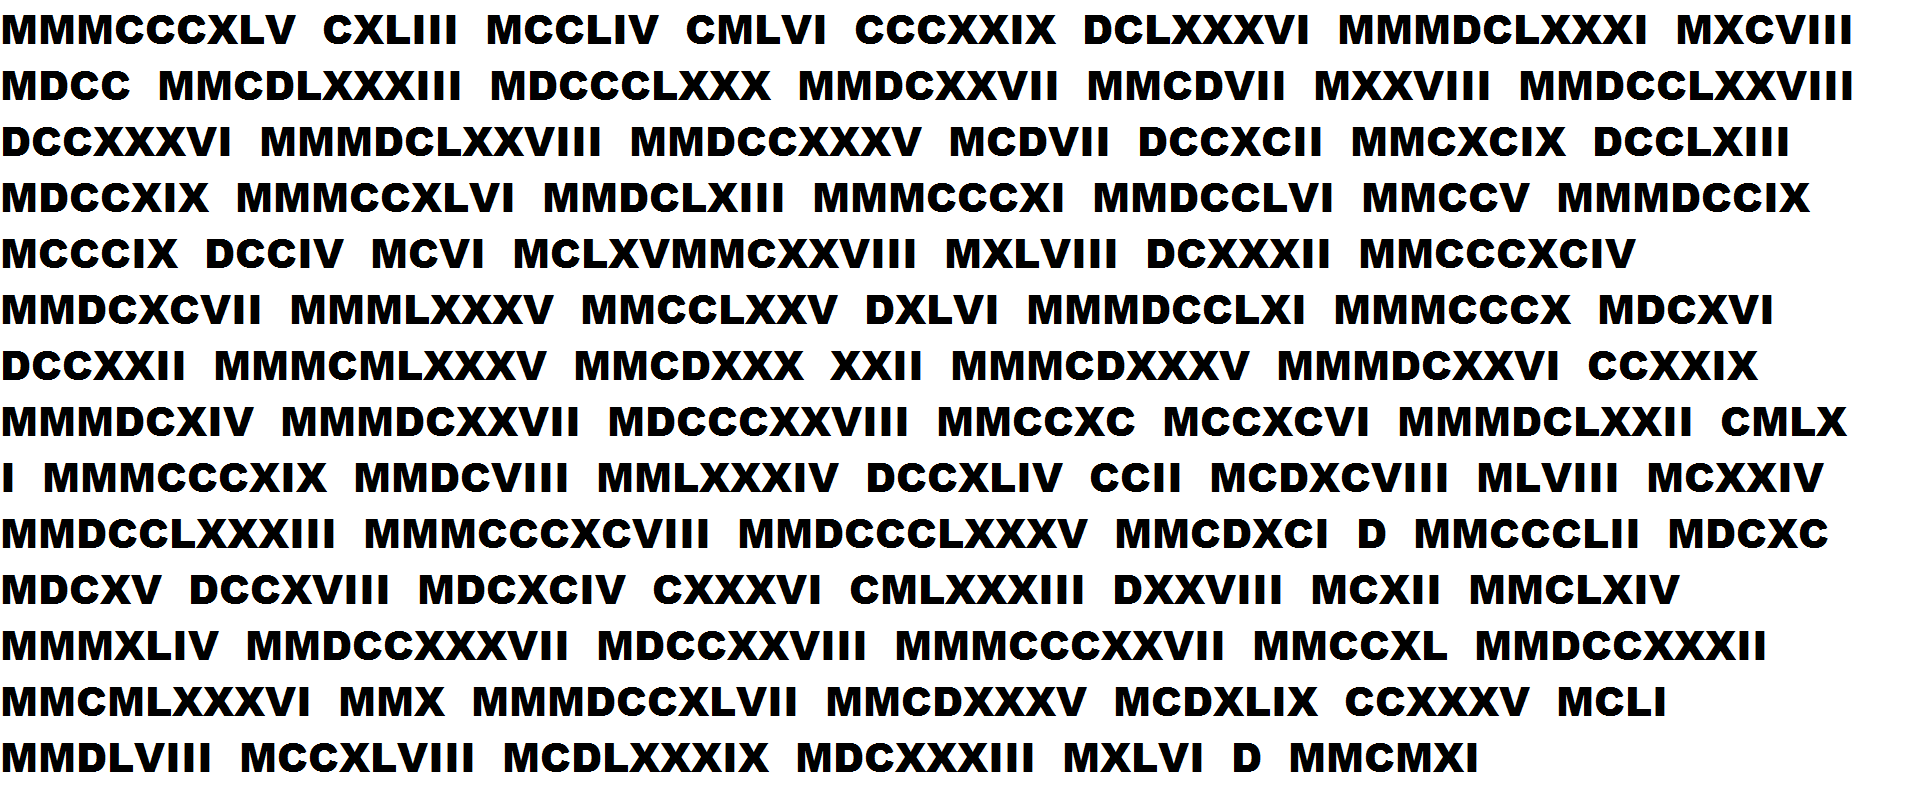 MMMCCCXLV CXLIII MCCLIV CMLVI CCCXXIX DCLXXXVI MMMDCLXXXI MXCVIII
MDCC MMCDLXXXIII MDCCCLXXX MMDCXXVII MMCDVII MXXVIII MMDCCLXXVIII
DCCXXXVI MMMDCLXXVIII MMDCCXXXV MCDVII DCCXCII MMCXCIX DCCLXIII
MDCCXIX MMMCCXLVI MMDCLXIII MMMCCCXI MMDCCLVI MMCCV MMMDCCIX
MCCCIX DCCIV MCVI MCLXVMMCXXVIII MXLVIII DCXXXII MMCCCXCIV
MMDCXCVII MMMLXXXV MMCCLXXV DXLVI MMMDCCLXI MMMCCCX MDCXVI
DCCXXII MMMCMLXXXV MMCDXXX XXII MMMCDXXXV MMMDCXXVI CCXXIX
MMMDCXIV MMMDCXXVII MDCCCXXVIII MMCCXC MCCXCVI MMMDCLXXII CMLX
I MMMCCCXIX MMDCVIII MMLXXXIV DCCXLIV CCII MCDXCVIII MLVIII MCXXIV
MMDCCLXXXIII MMMCCCXCVIII MMDCCCLXXXV MMCDXCI D MMCCCLII MDCXC
MDCXV DCCXVIII MDCXCIV CXXXVI CMLXXXIII DXXVIII MCXII MMCLXIV
MMMXLIV MMDCCXXXVII MDCCXXVIII MMMCCCXXVII MMCCXL MMDCCXXXII
MMCMLXXXVI MMX MMMDCCXLVII MMCDXXXV MCDXLIX CCXXXV MCLI
MMDLVIII MCCXLVIII MCDLXXXIX MDCXXXIII MXLVI D MMCMXI